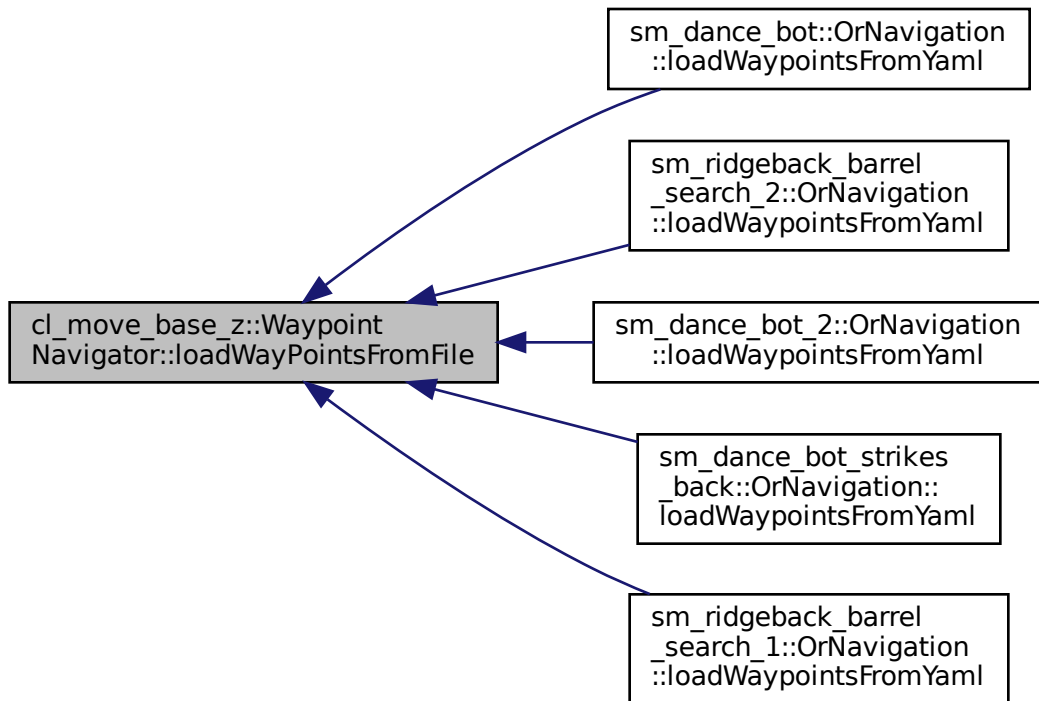 sm_dance_bot::OrNavigation
::loadWaypointsFromYaml
sm_ridgeback_barrel
_search_2::OrNavigation
::loadWaypointsFromYaml
cl_move_base_z::Waypoint
Navigator::loadWayPointsFromFile
sm_dance_bot_2::OrNavigation
::loadWaypointsFromYaml
sm_dance_bot_strikes
_back::OrNavigation::
loadWaypointsFromYaml
sm_ridgeback_barrel
_search_1::OrNavigation
::loadWaypointsFromYaml